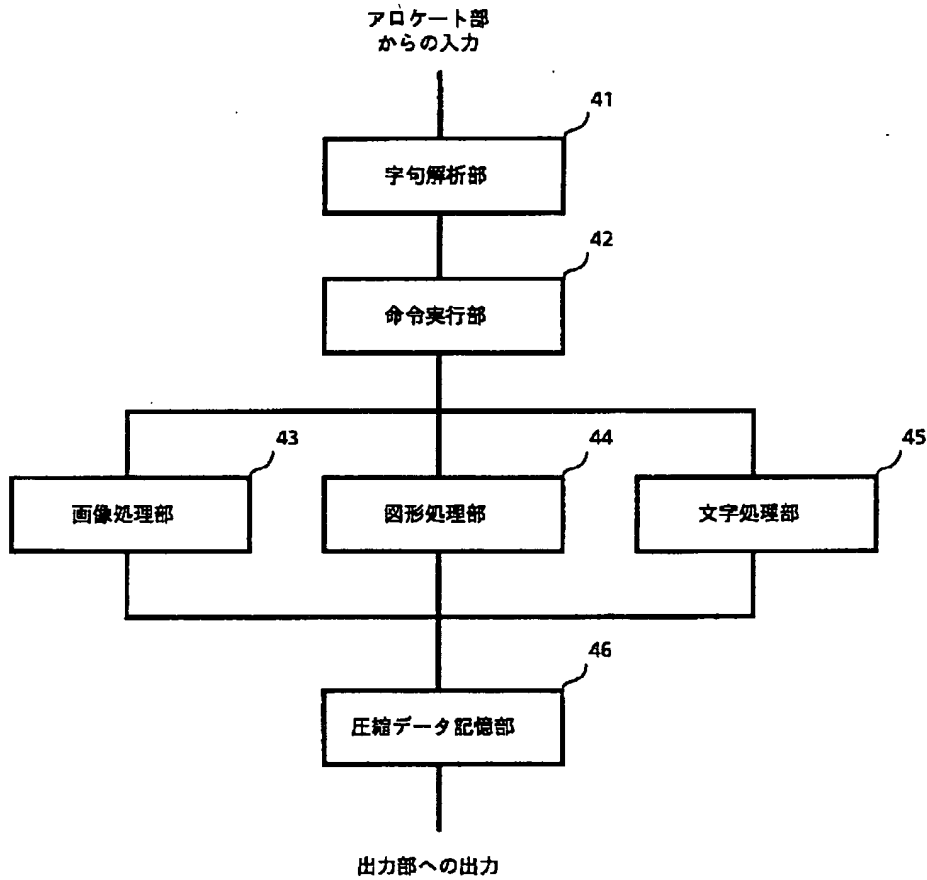 アロケート部
からの入力
41
字句解析部
42
命令実行部
43
44
45
画像処理部
図形処理部
文字処理部
46
圧縮データ記憶部
出力部への出力